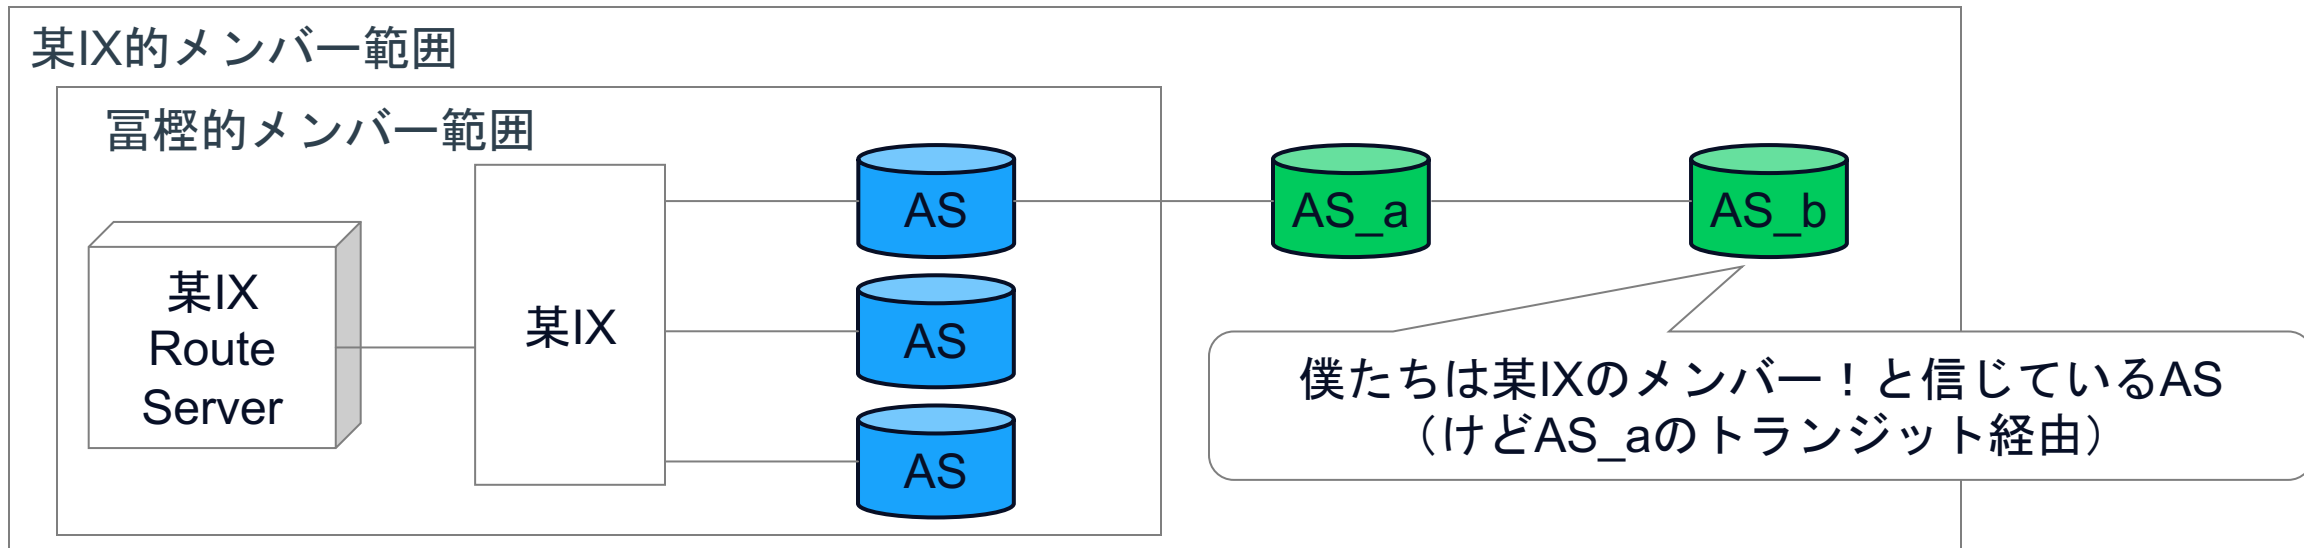 某IX的メンバー範囲
冨樫的メンバー範囲
某IX
Route
Server
某IX
AS
AS
AS
AS_a
AS_b
僕たちは某IXのメンバー！と信じているAS
（けどAS_aのトランジット経由）